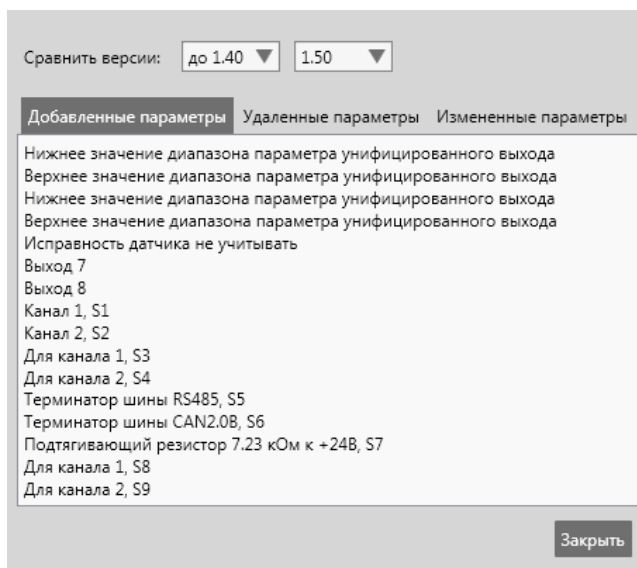 Сравнить версии: до 1.40 1.50
Добавленные параметры Удаленные параметры Измененные параметры
Нижнее значение диапазона параметра унифицированного выхода
Верхнее значение диапазона параметра унифицированного выхода
Нижнее значение диапазона параметра унифицированного выхода
Верхнее значение диапазона параметра унифицированного выхода
Исправность датчика не учитывать
Выход 7
Выход 8
Канал 1, S1
Канал 2, S2
Для канала 1, S3
Для канала 2, S4
Терминатор шины RS485, S5
Терминатор шины CAN2.0B, S6
Подтягивающий резистор 7.23 кОм к +24В, S7
Для канала 1, S8
Для канала 2, S9
Закрыть